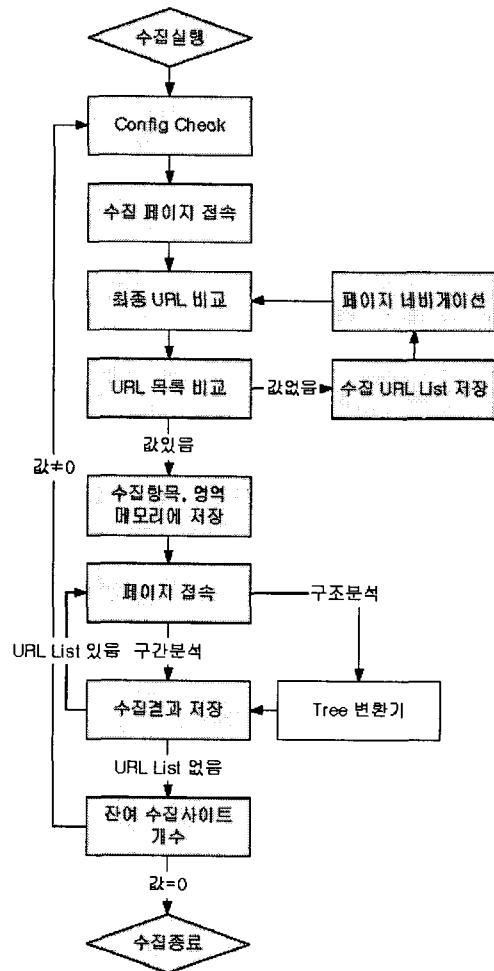 수집실행
Config Check
수집 페이지 접속
최종 URL 비교
페이지 네비게이션
URL 목록 비교
값없음
수집 URL List 저장
값있음
값≠0
수집항목, 영역
메모리에 저장
페이지 접속
구조분석
URL List 있음
구간분석
수집결과 저장
Tree 변환기
URL List 없음
잔여 수집사이트
개수
값=0
수집종료